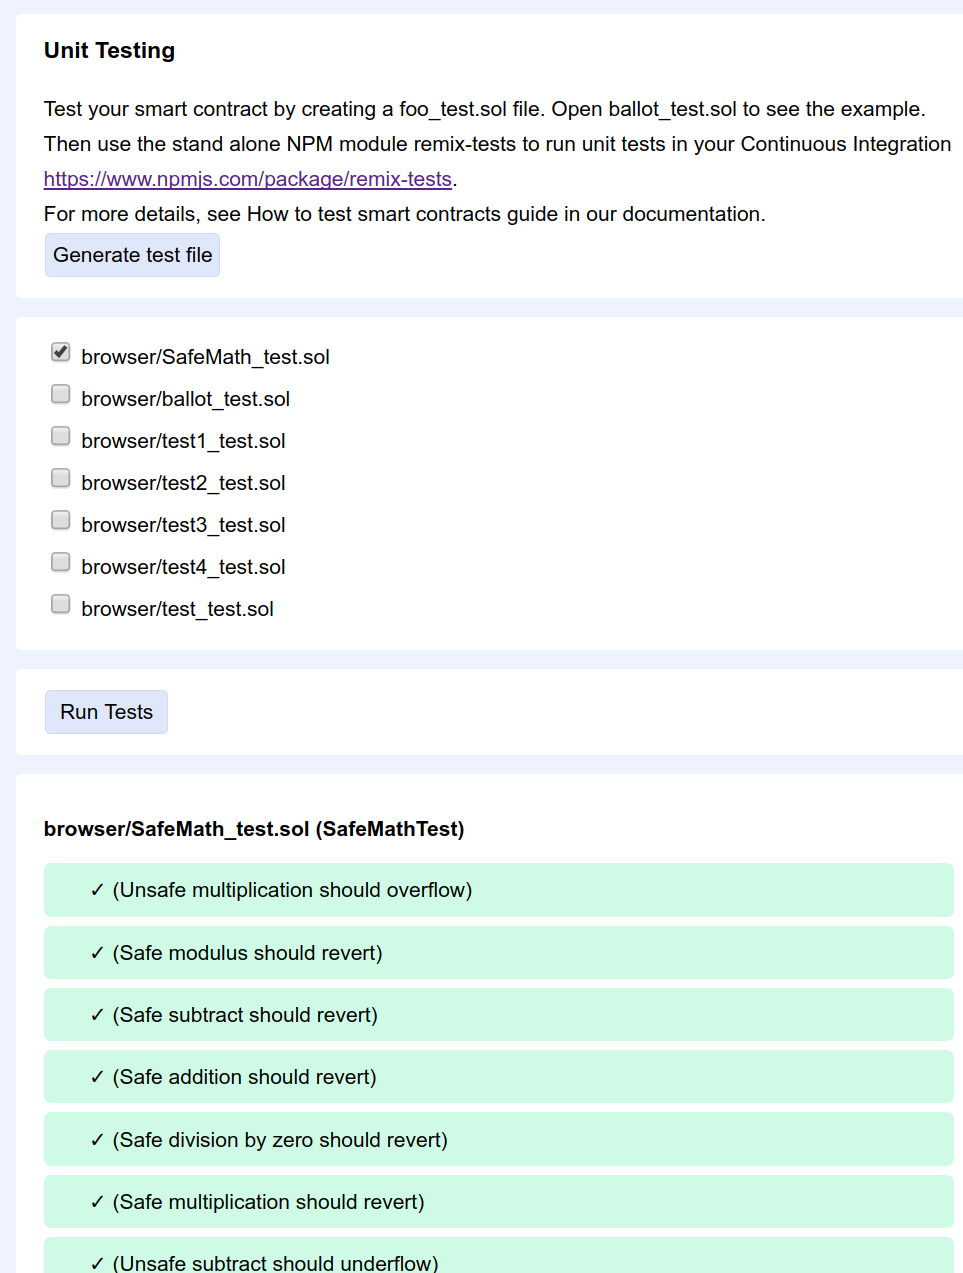 Unit Testing
Test your smart contract by creating a foo_test.sol file. Open ballot_test.sol to see the example.
Then use the stand alone NPM module remix-tests to run unit tests in your Continuous Integration
https://www.npmjs.com/package/remix-tests.
For more details, see How to test smart contracts guide in our documentation.
Generate test file
browser/SafeMath_test.sol
browser/ballot_test.sol
browser/test1_test.sol
browser/test2_test.sol
browser/test3_test.sol
browser/test4_test.sol
browser/test_test.sol
Run Tests
browser/SafeMath_test.sol (SafeMathTest)
✓ (Unsafe multiplication should overflow)
✓ (Safe modulus should revert)
✓ (Safe subtract should revert)
✓ (Safe addition should revert)
✓ (Safe division by zero should revert)
✓ (Safe multiplication should revert)
✓ (Unsafe subtract should underflow)